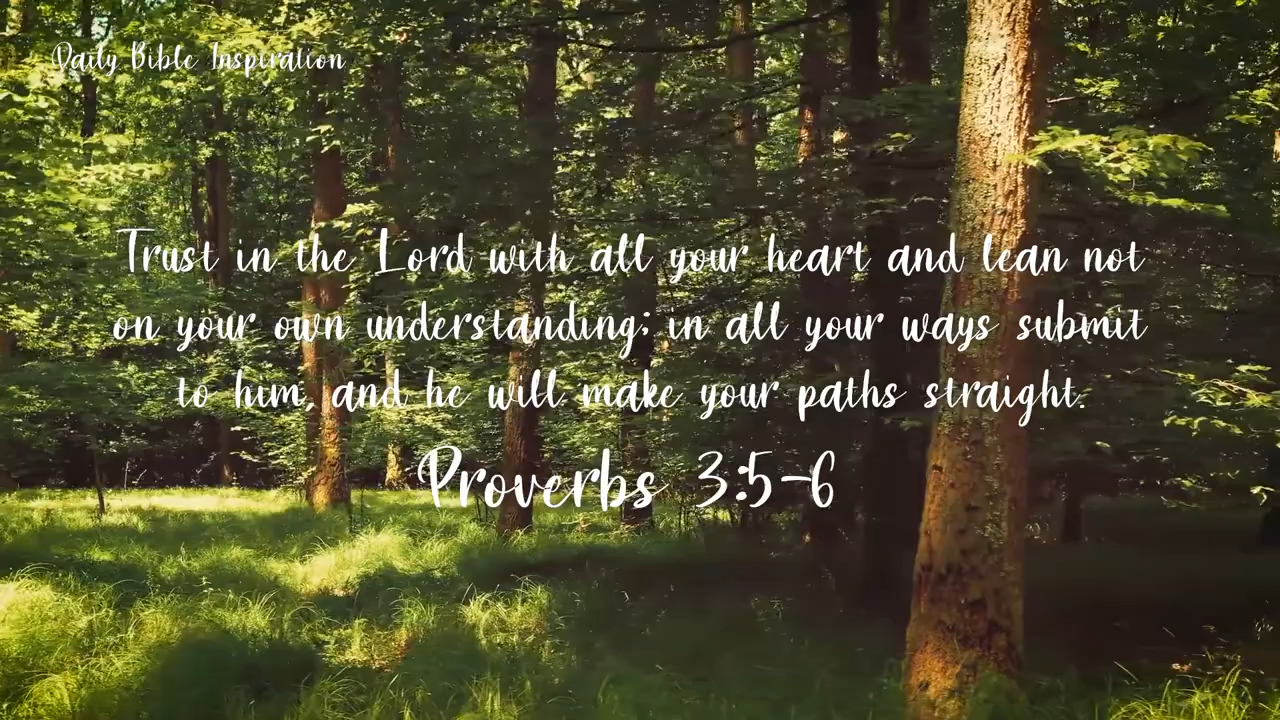 Daily Bible Inspiration
Trust in the Lord with all your heart and lean not
on your own understanding; in all your ways submit
to him, and he will make your paths straight.
Proverbs 3:5-6